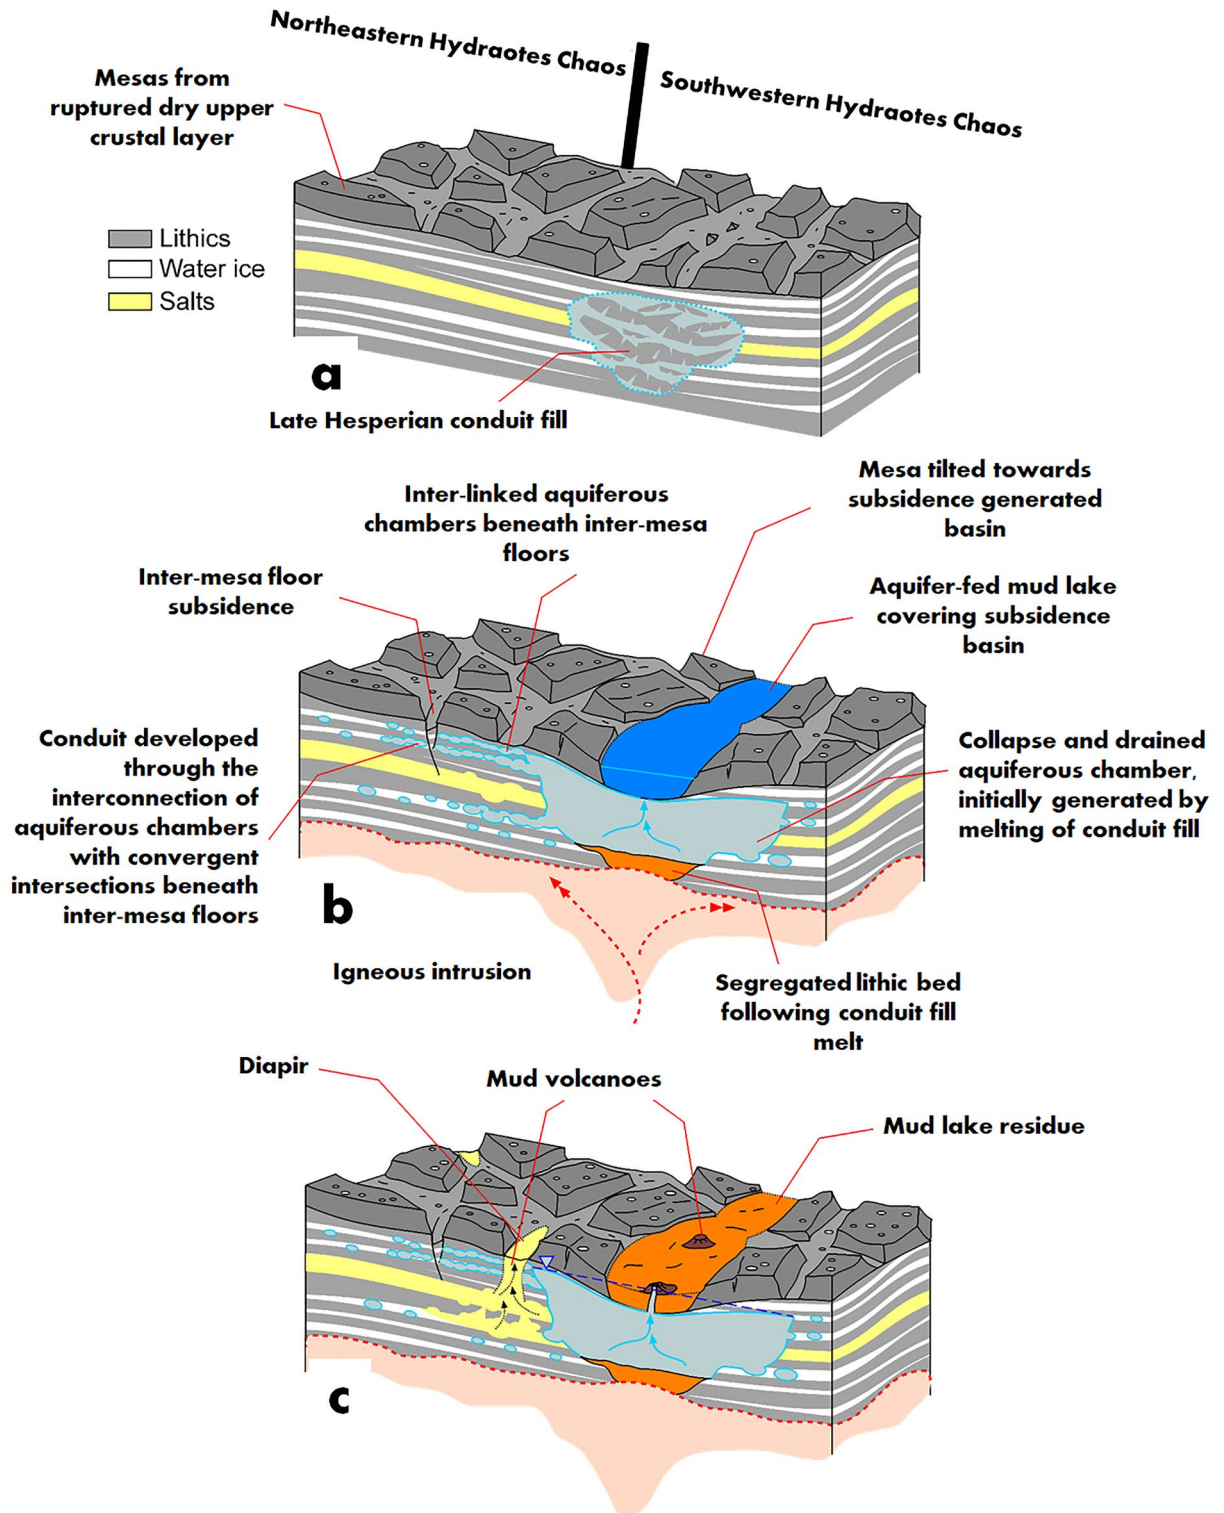 Northeastern Hydraotes Chaos
Southwestern Hydraotes Chaos
Mesas from
ruptured dry upper
crustal layer
Lithics
Water ice
Salts
a
Late Hesperian conduit fill
Inter-linked aquiferous
chambers beneath inter-mesa
floors
Mesa tilted towards
subsidence generated
basin
Inter-mesa floor
subsidence
Aquifer-fed mud lake
covering subsidence
basin
Conduit developed
through the
interconnection of
aquiferous chambers
with convergent
intersections beneath
inter-mesa floors
Collapse and drained
aquiferous chamber,
initially generated by
melting of conduit fill
b
Igneous intrusion
Segregated lithic bed
following conduit fill
melt
Diapir
Mud volcanoes
Mud lake residue
c